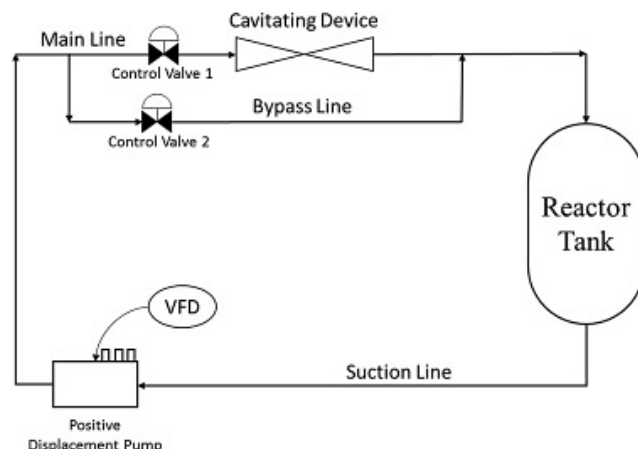 Cavitating Device
Main Line
Control Valve 1
Bypass Line
Control Valve 2
Reactor
Tank
VFD
Suction Line
Positive
Displacement Pump